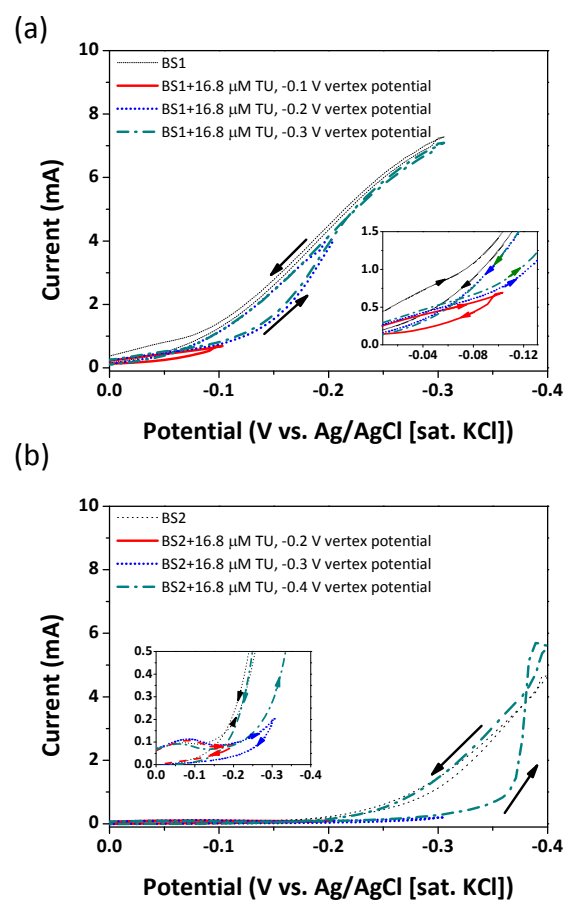 (a)
10
8
6
4
2
0
Current (mA)
BS1
BS1+16.8 μM TU, -0.1 V vertex potential
BS1+16.8 μM TU, -0.2 V vertex potential
BS1+16.8 μM TU, -0.3 V vertex potential
1.5
1.0
0.5
0.0
-0.04 -0.08 -0.12
0.0 -0.1 -0.2 -0.3 -0.4
Potential (V vs. Ag/AgCl [sat. KCl])
(b)
10
8
6
4
2
0
Current (mA)
BS2
BS2+16.8 μM TU, -0.2 V vertex potential
BS2+16.8 μM TU, -0.3 V vertex potential
BS2+16.8 μM TU, -0.4 V vertex potential
0.5
0.4
0.3
0.2
0.1
0.0
0.0 -0.1 -0.2 -0.3 -0.4
0.0 -0.1 -0.2 -0.3 -0.4
Potential (V vs. Ag/AgCl [sat. KCl])